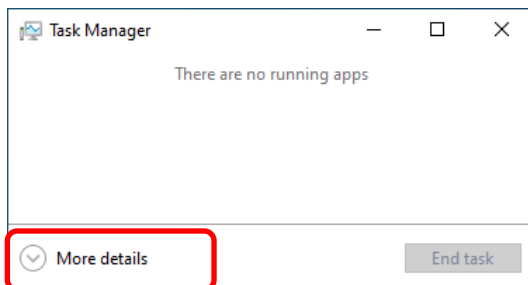 Task Manager
There are no running apps
More details
End task